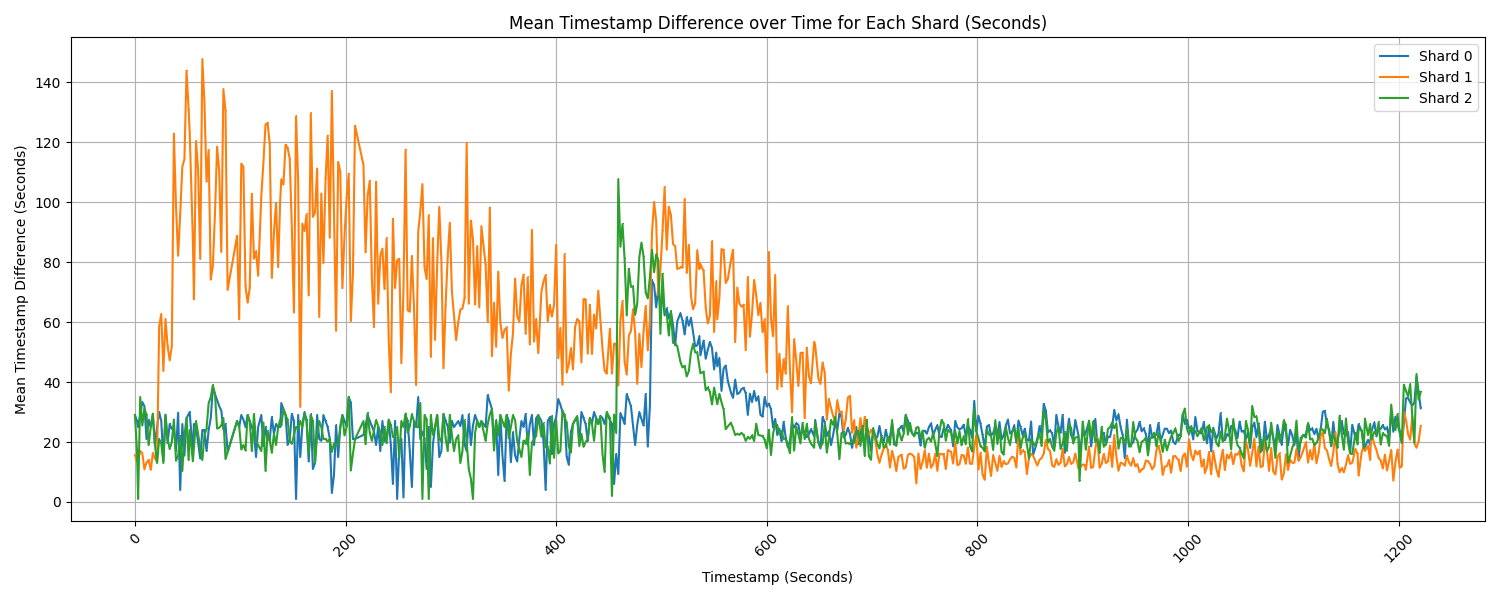 Mean Timestamp Difference over Time for Each Shard (Seconds)
Mean Timestamp Difference (Seconds)
140
120
100
80
60
40
20
0
Shard 0
Shard 1
Shard 2
0
200
400
600
800
1000
1200
Timestamp (Seconds)